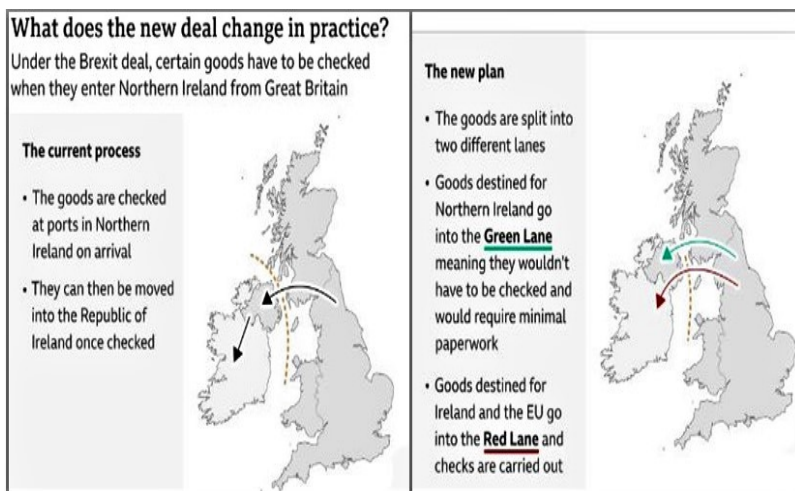 What does the new deal change in practice?
Under the Brexit deal, certain goods have to be checked
when they enter Northern Ireland from Great Britain
The current process
• The goods are checked
at ports in Northern
Ireland on arrival
• They can then be moved
into the Republic of
Ireland once checked
The new plan
• The goods are split into
two different lanes
• Goods destined for
Northern Ireland go
into the Green Lane
meaning they wouldn't
have to be checked and
would require minimal
paperwork
• Goods destined for
Ireland and the EU go
into the Red Lane and
checks are carried out